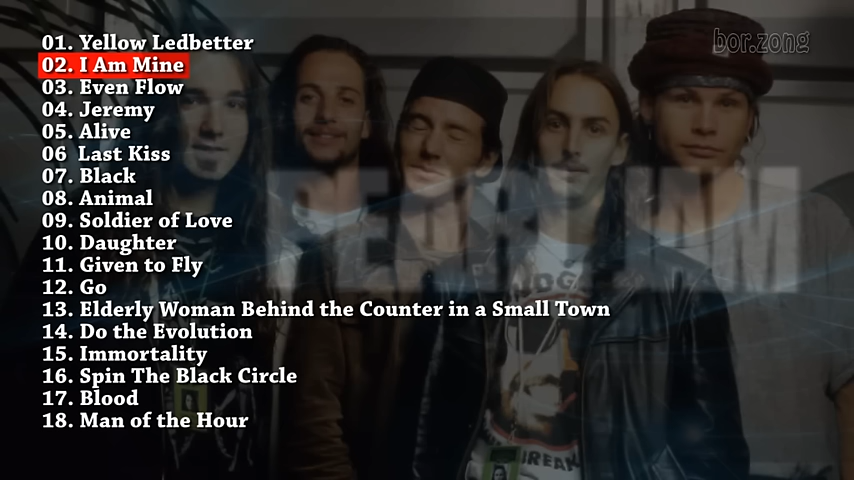 bor.zong
01. Yellow Ledbetter
02. I Am Mine
03. Even Flow
04. Jeremy
05. Alive
06 Last Kiss
07. Black
08. Animal
09. Soldier of Love
10. Daughter
11. Given to Fly
12. Go
13. Elderly Woman Behind the Counter in a Small Town
14. Do the Evolution
15. Immortality
16. Spin The Black Circle
17. Blood
18. Man of the Hour
PEARL JAM